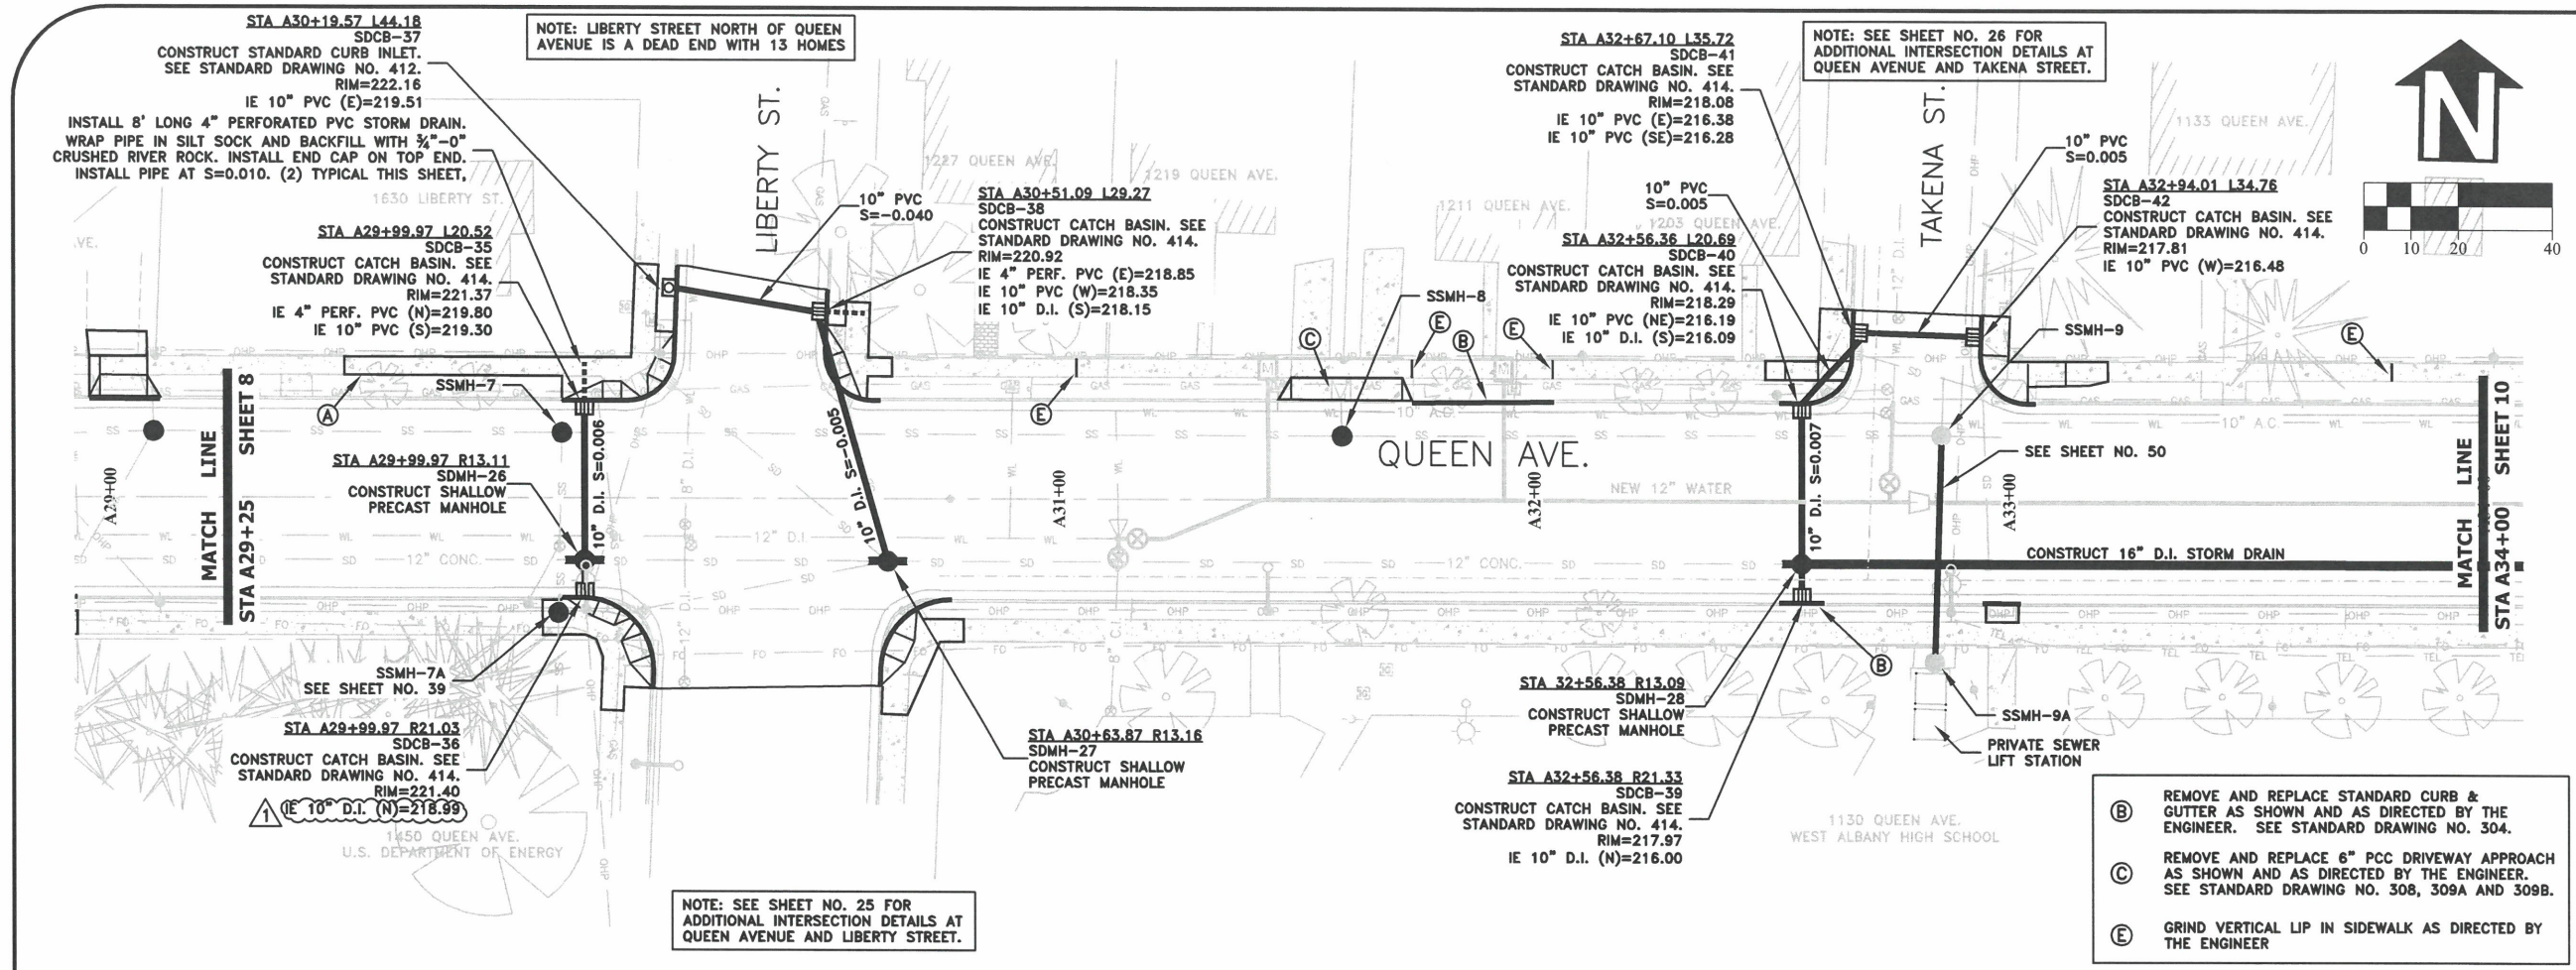 STA A30+19.57 L44.18
SDCB-37
CONSTRUCT STANDARD CURB INLET.
SEE STANDARD DRAWING NO. 412.
RIM=222.16
IE 10" PVC (E)=219.51
INSTALL 8' LONG 4" PERFORATED PVC STORM DRAIN.
WRAP PIPE IN SILT SOCK AND BACKFILL WITH ¾"-0"
CRUSHED RIVER ROCK. INSTALL END CAP ON TOP END.
INSTALL PIPE AT S=0.010. (2) TYPICAL THIS SHEET,
1630 LIBERTY ST.
AVE.
STA A29+99.97 L20.52
SDCB-35
CONSTRUCT CATCH BASIN. SEE
STANDARD DRAWING NO. 414.
RIM=221.37
IE 4" PERF. PVC (N)=219.80
IE 10" PVC (S)=219.30
NOTE: LIBERTY STREET NORTH OF QUEEN
AVENUE IS A DEAD END WITH 13 HOMES
LIBERTY ST.
1227 QUEEN AVE.
1219 QUEEN AVE.
10" PVC
S=-0.040
STA A30+51.09 L29.27
SDCB-38
CONSTRUCT CATCH BASIN. SEE
STANDARD DRAWING NO. 414.
RIM=220.92
IE 4" PERF. PVC (E)=218.85
IE 10" PVC (W)=218.35
IE 10" D.I. (S)=218.15
STA A32+67.10 L35.72
SDCB-41
CONSTRUCT CATCH BASIN. SEE
STANDARD DRAWING NO. 414.
RIM=218.08
IE 10" PVC (E)=216.38
IE 10" PVC (SE)=216.28
10" PVC
S=0.005
1211 QUEEN AVE.
1203 QUEEN AVE.
STA A32+56.36 L20.69
SDCB-40
CONSTRUCT CATCH BASIN. SEE
STANDARD DRAWING NO. 414.
RIM=218.29
IE 10" PVC (NE)=216.19
IE 10" D.I. (S)=216.09
NOTE: SEE SHEET NO. 26 FOR
ADDITIONAL INTERSECTION DETAILS AT
QUEEN AVENUE AND TAKENA STREET.
TAKENA ST.
1133 QUEEN AVE.
10" PVC
S=0.005
STA A32+94.01 L34.76
SDCB-42
CONSTRUCT CATCH BASIN. SEE
STANDARD DRAWING NO. 414.
RIM=217.81
IE 10" PVC (W)=216.48
N
0 10 20 40
SSMH-7
SSMH-8
SSMH-9
A
E
C
E
B
E
E
MATCH LINE
STA A29+25 SHEET 8
A29+00
10" D.I. S=0.006
8" D.I.
10" D.I. S=-0.005
A31+00
QUEEN AVE.
A32+00
10" A.C.
12" D.I.
10" D.I. S=0.007
NEW 12" WATER
A33+00
SEE SHEET NO. 50
10" A.C.
MATCH LINE
STA A34+00 SHEET 10
STA A29+99.97 R13.11
SDMH-26
CONSTRUCT SHALLOW
PRECAST MANHOLE
12" CONC.
12" D.I.
12" CONC.
CONSTRUCT 16" D.I. STORM DRAIN
12" D.I.
8" C.I.
SSMH-7A
SEE SHEET NO. 39
STA A29+99.97 R21.03
SDCB-36
CONSTRUCT CATCH BASIN. SEE
STANDARD DRAWING NO. 414.
RIM=221.40
1
IE 10" D.I. (N)=218.99
1450 QUEEN AVE.
U.S. DEPARTMENT OF ENERGY
STA A30+63.87 R13.16
SDMH-27
CONSTRUCT SHALLOW
PRECAST MANHOLE
NOTE: SEE SHEET NO. 25 FOR
ADDITIONAL INTERSECTION DETAILS AT
QUEEN AVENUE AND LIBERTY STREET.
B
STA 32+56.38 R13.09
SDMH-28
CONSTRUCT SHALLOW
PRECAST MANHOLE
STA A32+56.38 R21.33
SDCB-39
CONSTRUCT CATCH BASIN. SEE
STANDARD DRAWING NO. 414.
RIM=217.97
IE 10" D.I. (N)=216.00
SSMH-9A
PRIVATE SEWER
LIFT STATION
1130 QUEEN AVE.
WEST ALBANY HIGH SCHOOL
B REMOVE AND REPLACE STANDARD CURB &
GUTTER AS SHOWN AND AS DIRECTED BY THE
ENGINEER. SEE STANDARD DRAWING NO. 304.
C REMOVE AND REPLACE 6" PCC DRIVEWAY APPROACH
AS SHOWN AND AS DIRECTED BY THE ENGINEER.
SEE STANDARD DRAWING NO. 308, 309A AND 309B.
E GRIND VERTICAL LIP IN SIDEWALK AS DIRECTED BY
THE ENGINEER